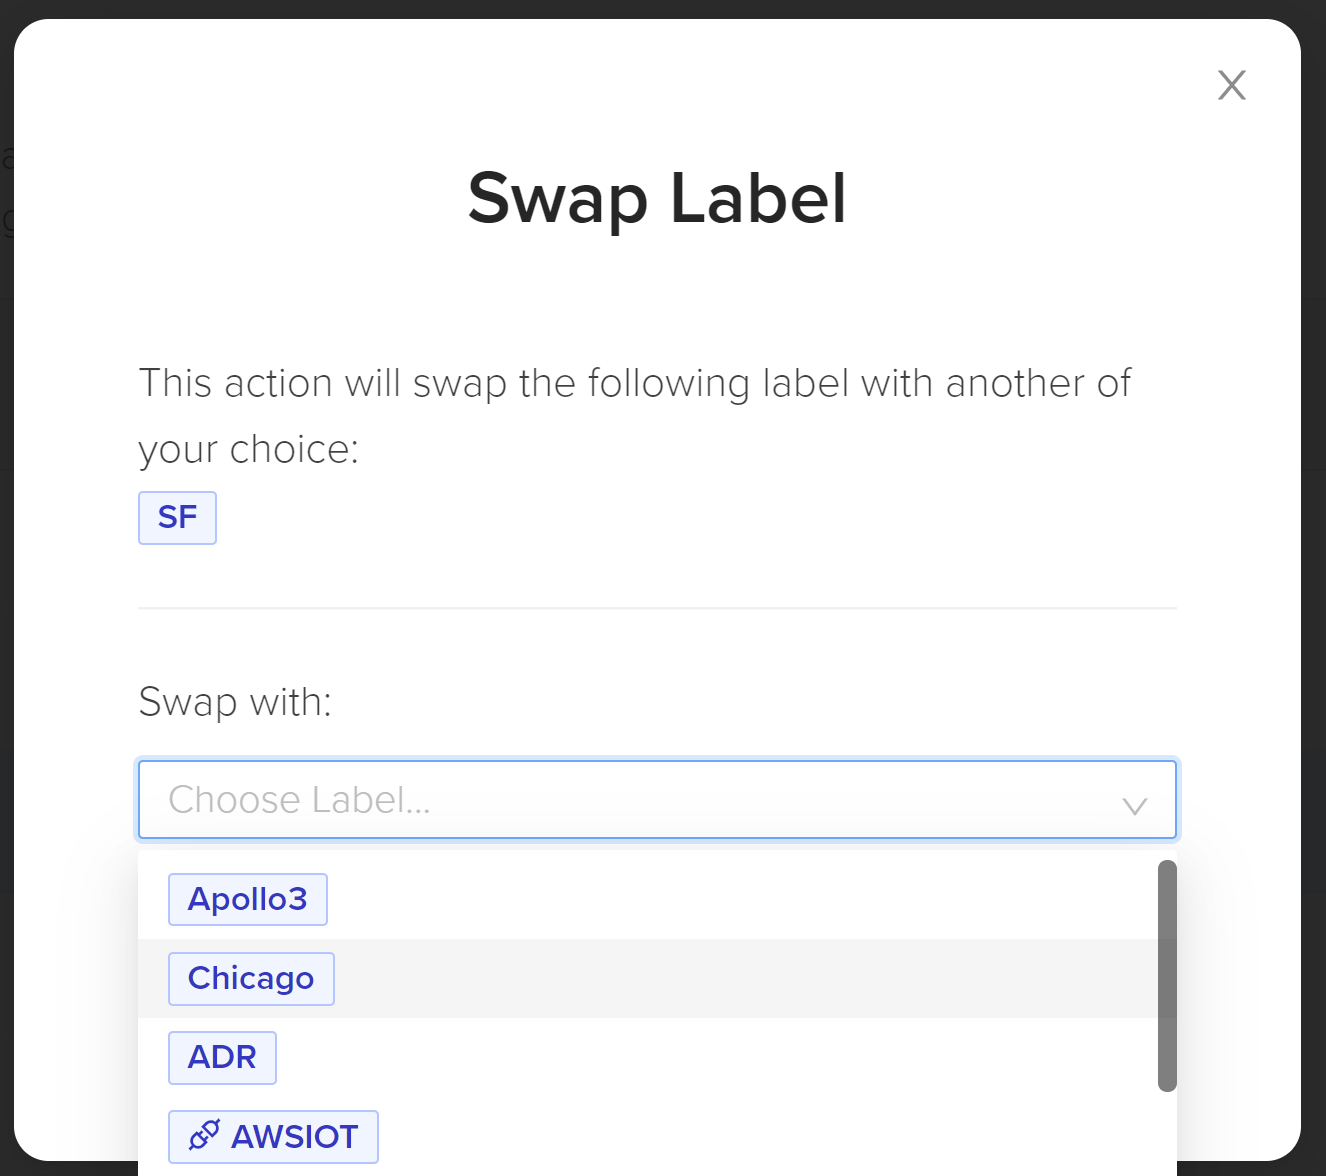 Swap Label
This action will swap the following label with another of
your choice:
SF
Swap with:
Choose Label...
Apollo3
Chicago
ADR
AWSIOT